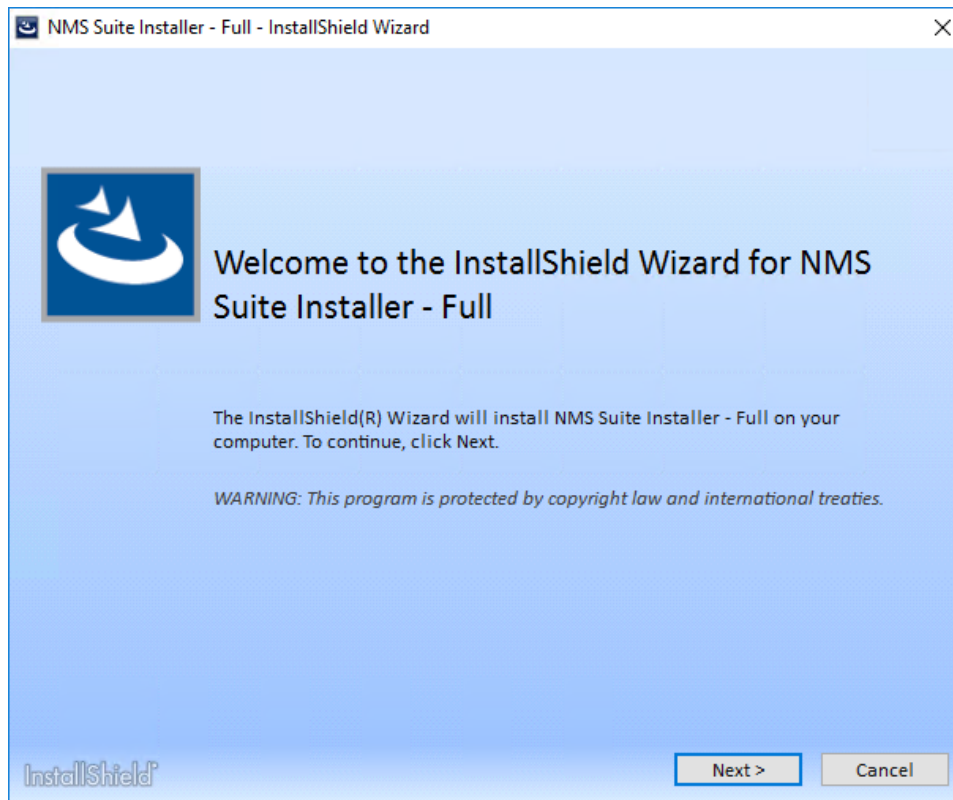 NMS Suite Installer - Full - InstallShield Wizard
Welcome to the InstallShield Wizard for NMS
Suite Installer - Full
The InstallShield(R) Wizard will install NMS Suite Installer - Full on your
computer. To continue, click Next.
WARNING: This program is protected by copyright law and international treaties.
InstallShield®
Next >
Cancel